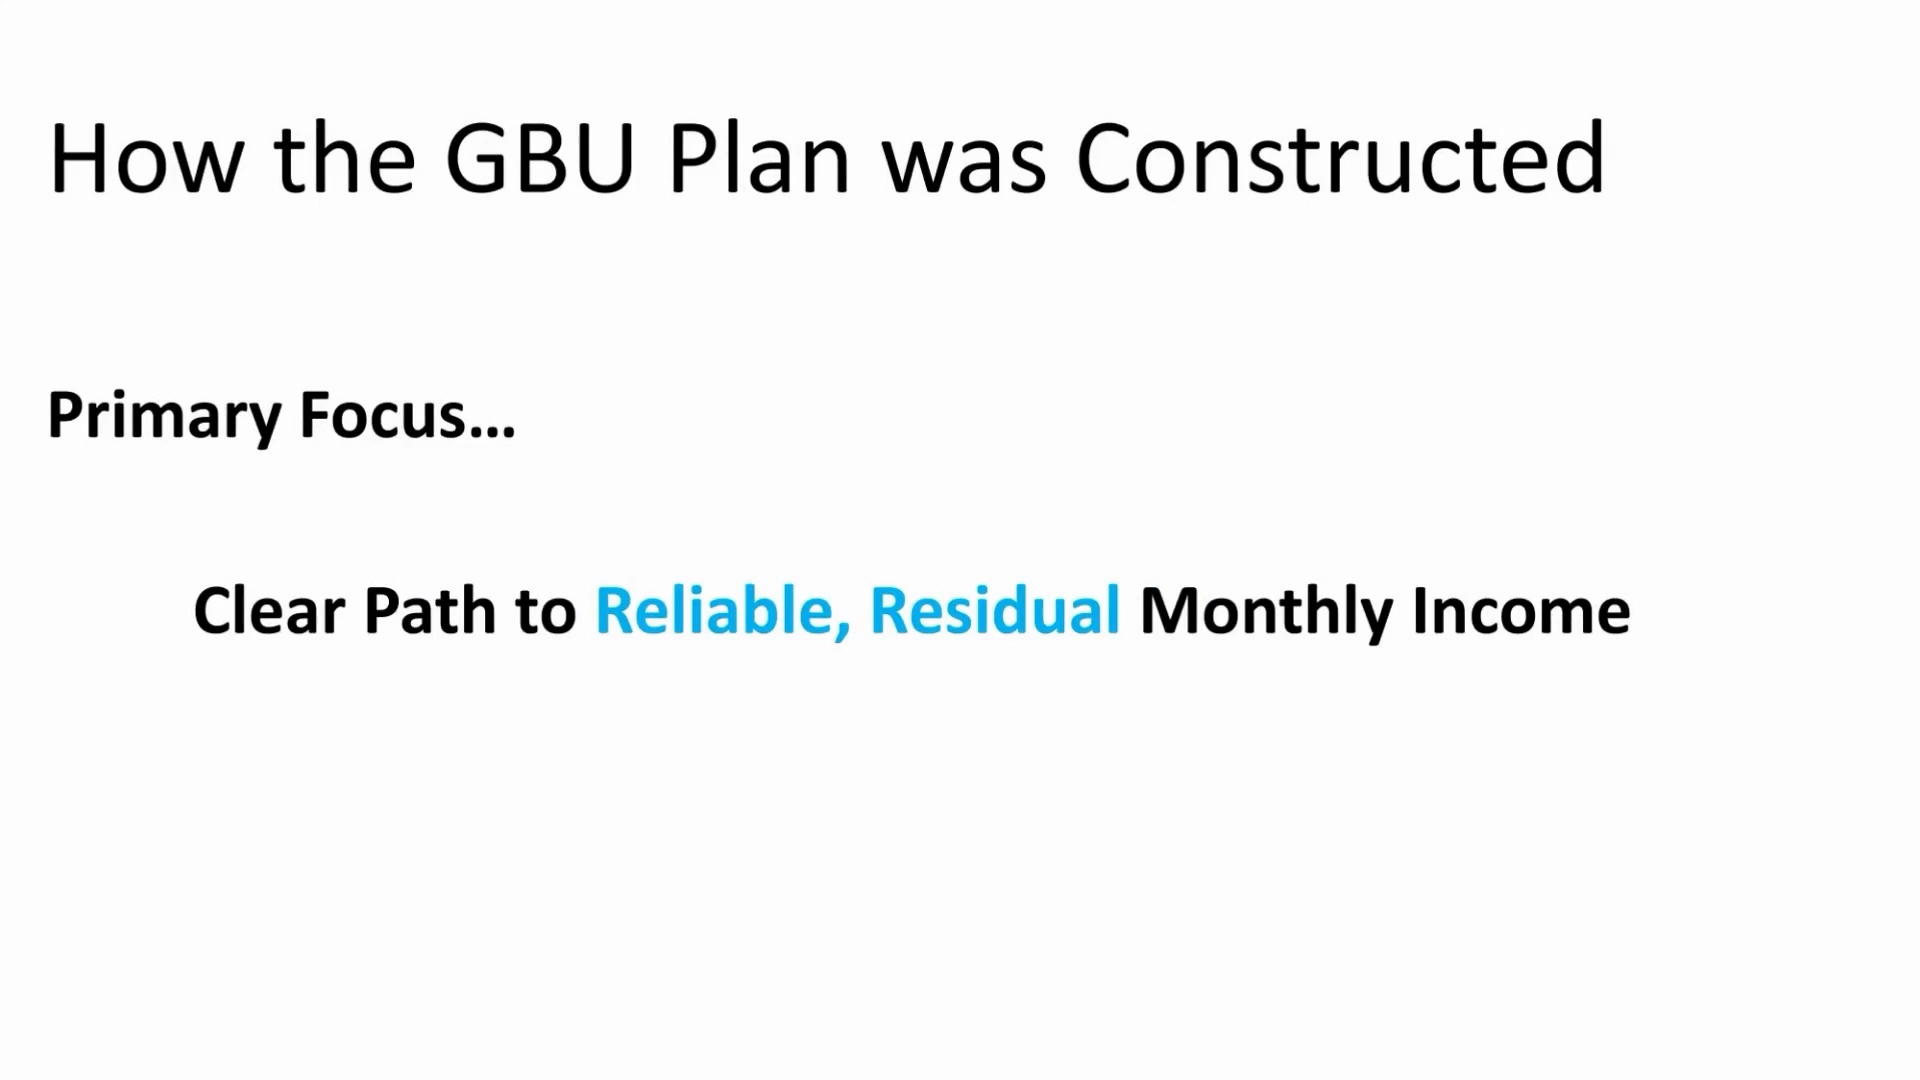 How the GBU Plan was Constructed
Primary Focus...
Clear Path to Reliable, Residual Monthly Income